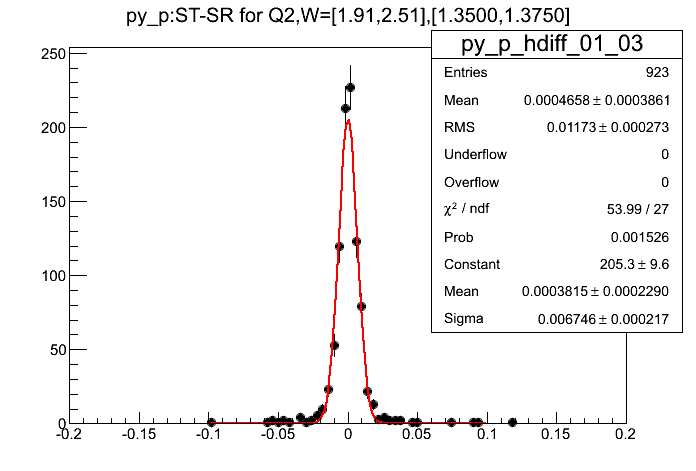 py_p:ST-SR for Q2,W=[1.91,2.51],[1.3500,1.3750]
py_p_hdiff_01_03
Entries 923
Mean 0.0004658 ± 0.0003861
RMS 0.01173 ± 0.000273
Underflow 0
Overflow 0
χ² / ndf 53.99 / 27
Prob 0.001526
Constant 205.3 ± 9.6
Mean 0.0003815 ± 0.0002290
Sigma 0.006746 ± 0.000217
250
200
150
100
50
0
-0.2 -0.15 -0.1 -0.05 0 0.05 0.1 0.15 0.2